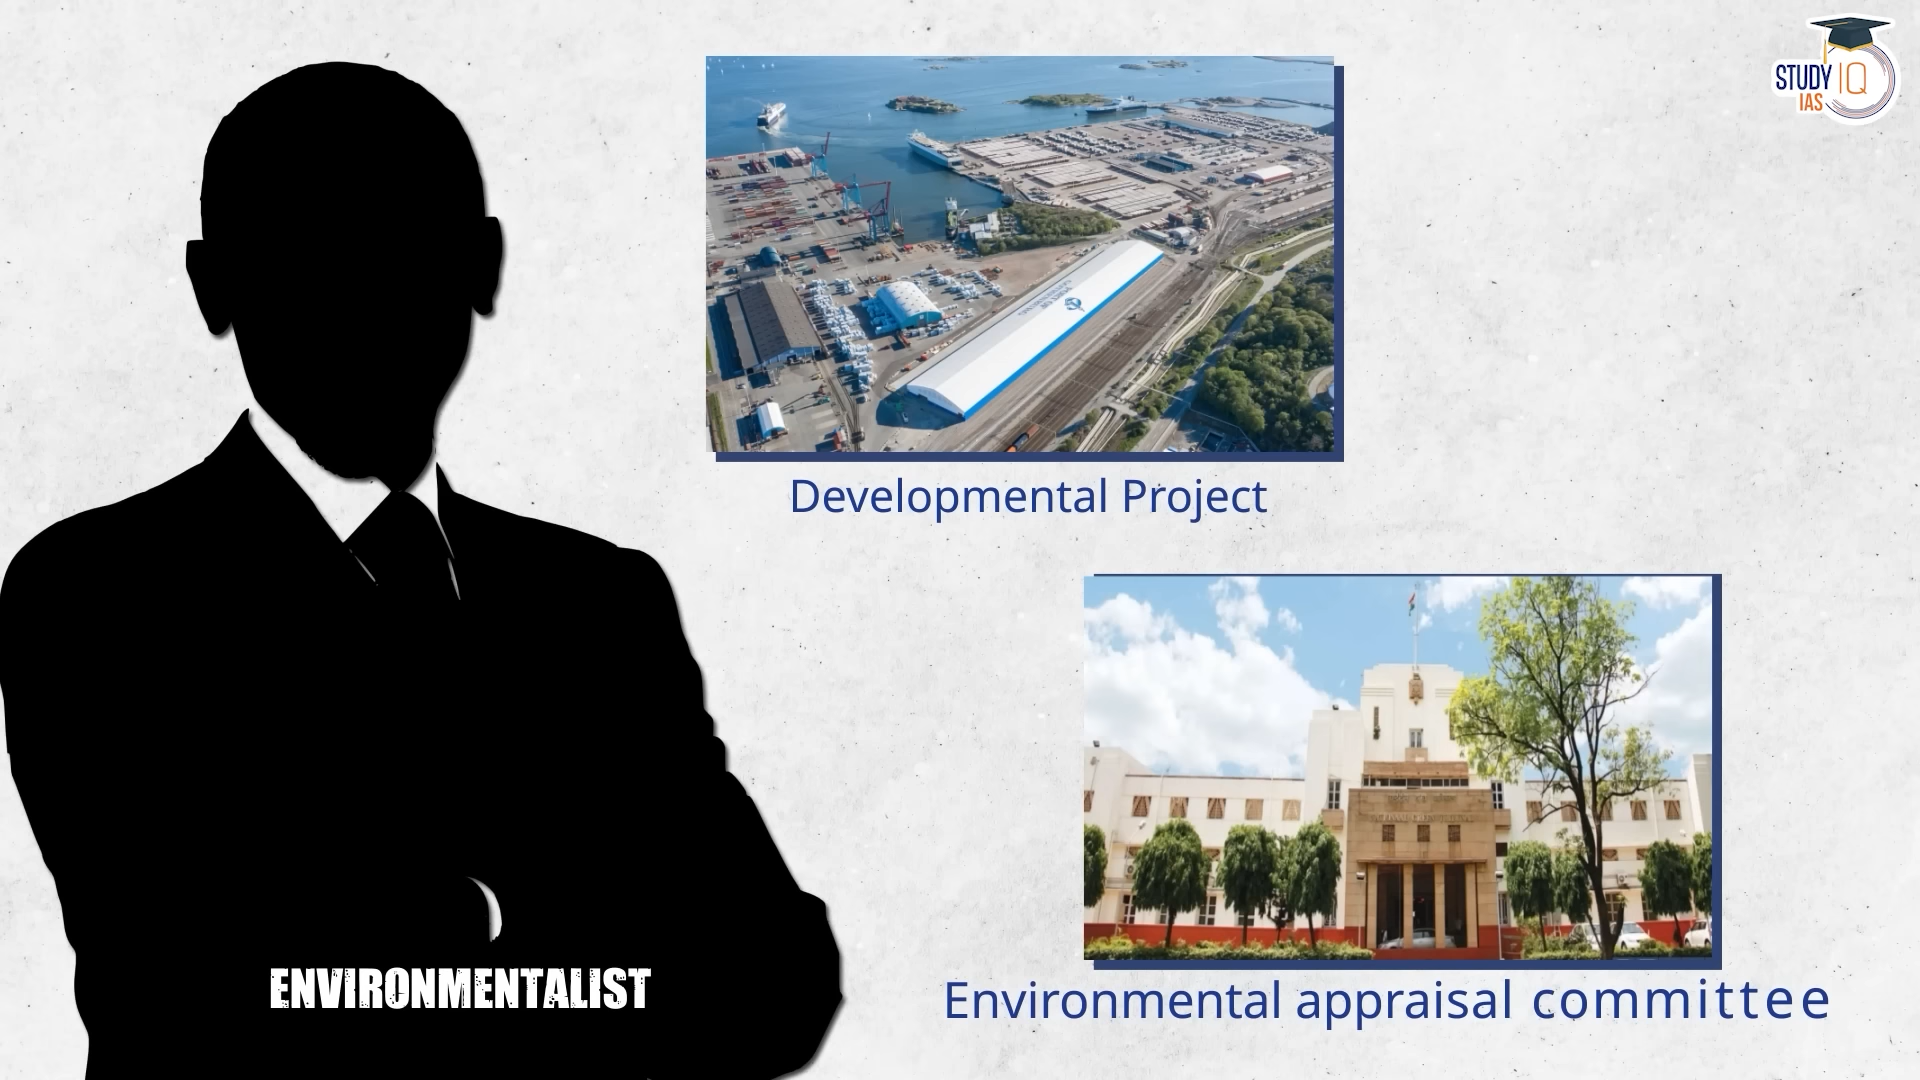 STUDY IQ
IAS
Developmental Project
Environmental appraisal committee
ENVIRONMENTALIST